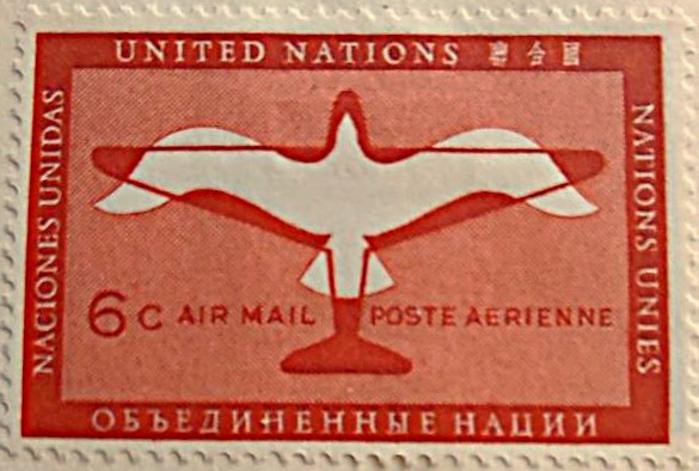 UNITED NATIONS 聯合國
NACIONES UNIDAS
NATIONS UNIES
6C AIR MAIL POSTE AERIENNE
ОБЪЕДИНЕННЫЕ НАЦИИ